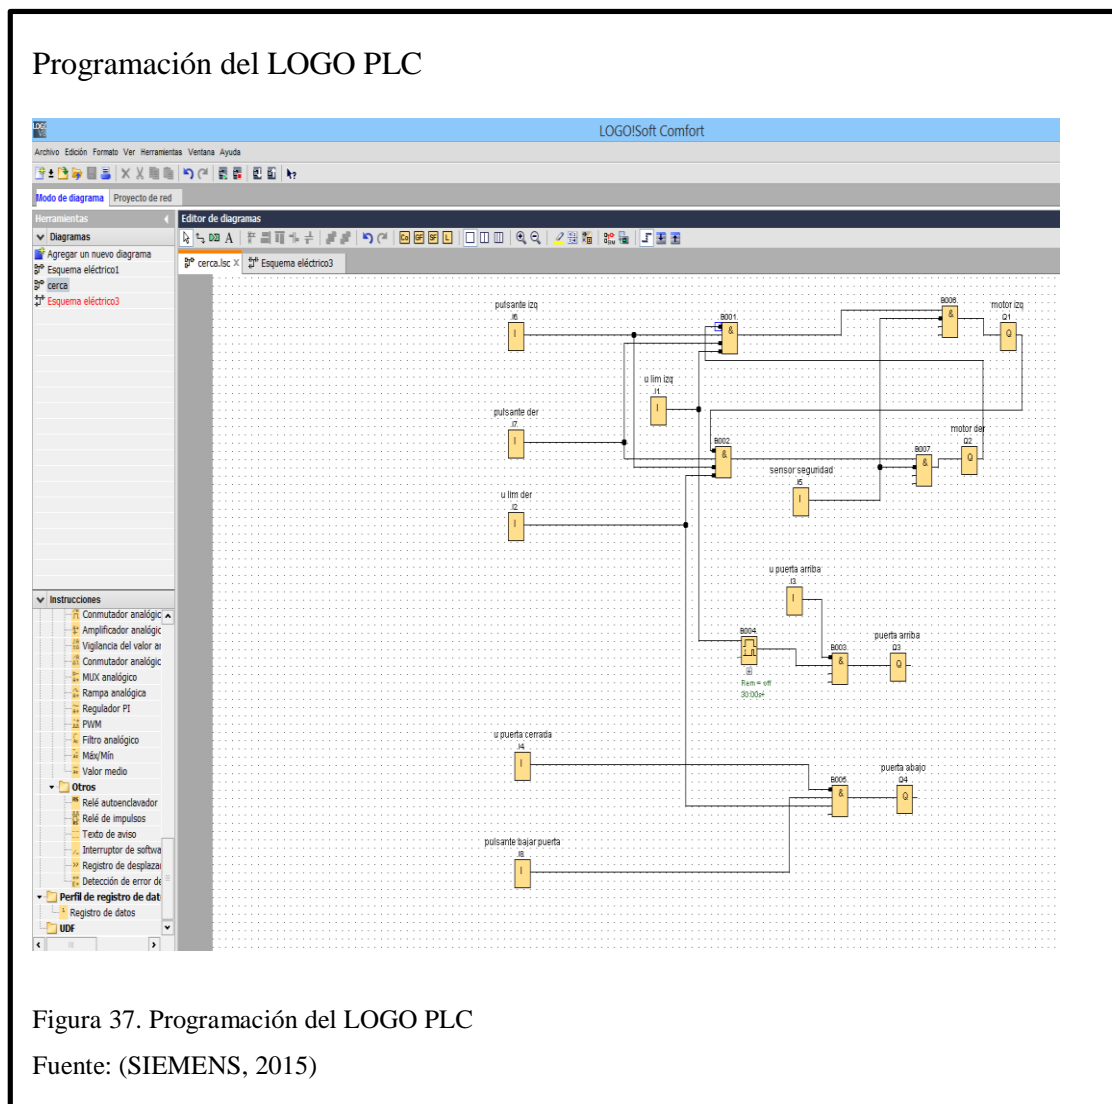 Programación del LOGO PLC
LOGO!Soft Comfort
Archivo Edición Formato Ver Herramientas Ventana Ayuda
Modo de diagrama Proyecto de red
Herramientas
Editor de diagramas
Diagramas
Agregar un nuevo diagrama
Esquema eléctrico1
cerca
Esquema eléctrico3
cerca.lsc X
Esquema eléctrico3
pulsante izq
I6
B001
&
B006
&
motor izq
Q1
Q
u lim izq
I1
pulsante der
I7
B002
&
B007
&
motor der
Q2
Q
sensor seguridad
I5
u lim der
I2
u puerta arriba
I3
B004
Rem = off
30:00s+
B003
&
puerta arriba
Q3
Q
u puerta cerrada
I4
B005
&
puerta abajo
Q4
Q
pulsante bajar puerta
I8
Instrucciones
Conmutador analógic
Amplificador analógic
Vigilancia del valor ar
Conmutador analógic
MUX analógico
Rampa analógica
Regulador PI
PWM
Filtro analógico
Máx/Mín
Valor medio
Otros
Relé autoenclavador
Relé de impulsos
Texto de aviso
Interruptor de softwa
Registro de desplazar
Detección de error de
Perfil de registro de dat
Registro de datos
UDF
Figura 37. Programación del LOGO PLC
Fuente: (SIEMENS, 2015)